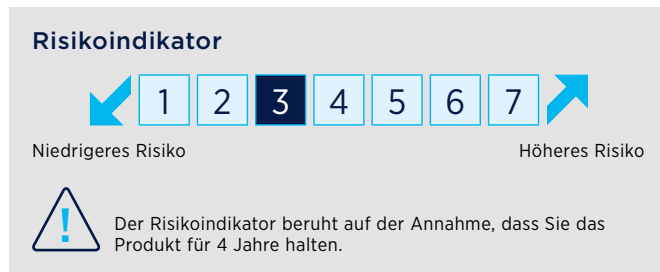 Risikoindikator
1 2 3 4 5 6 7
Niedrigeres Risiko Höheres Risiko
! Der Risikoindikator beruht auf der Annahme, dass Sie das
Produkt für 4 Jahre halten.